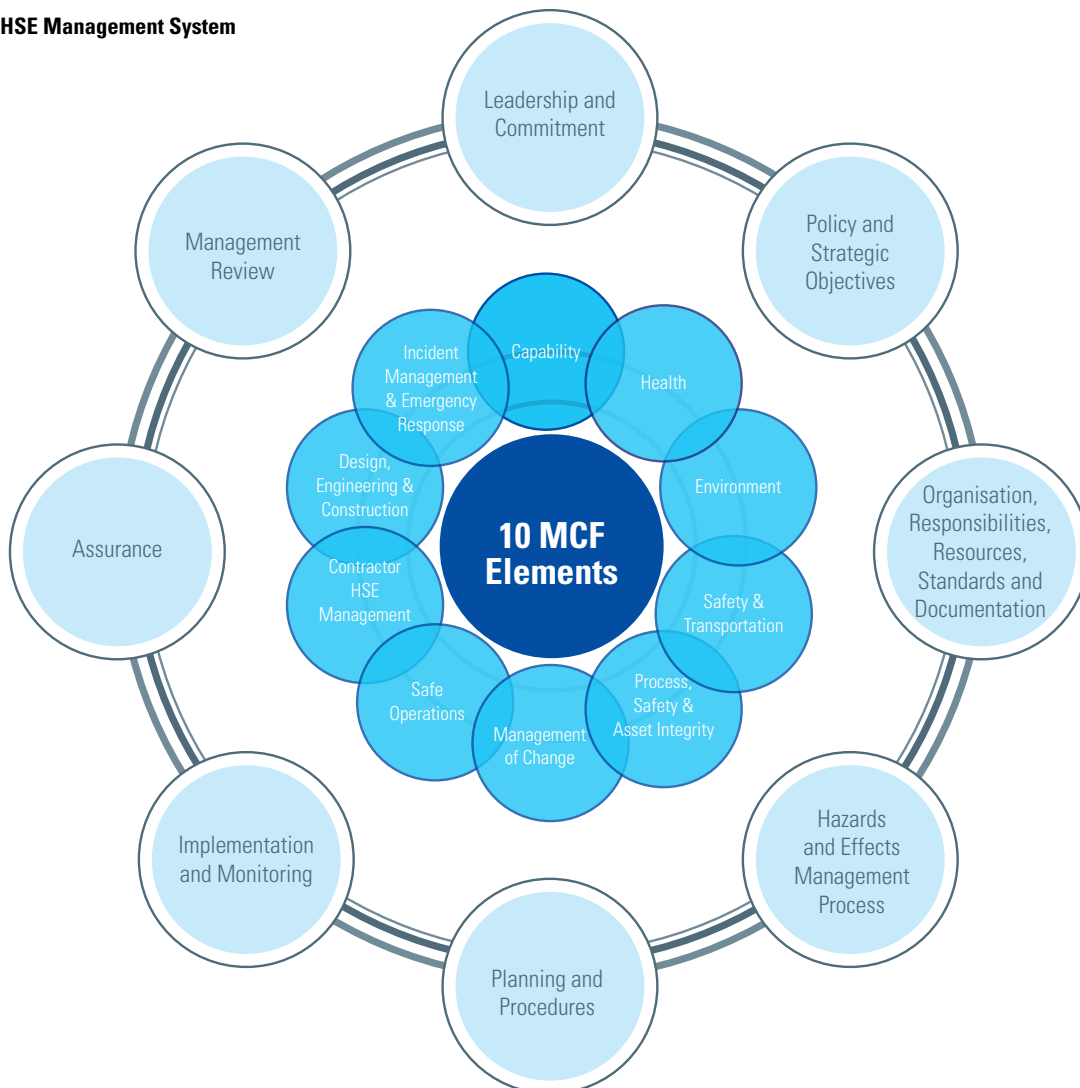 HSE Management System
Leadership and
Commitment
Policy and
Strategic
Objectives
Organisation,
Responsibilities,
Resources,
Standards and
Documentation
Hazards
and Effects
Management
Process
Planning and
Procedures
Implementation
and Monitoring
Assurance
Management
Review
Capability
Health
Environment
Safety &
Transportation
Process,
Safety &
Asset Integrity
Management
of Change
Safe
Operations
Contractor
HSE
Management
Design,
Engineering &
Construction
Incident
Management
& Emergency
Response
10 MCF
Elements